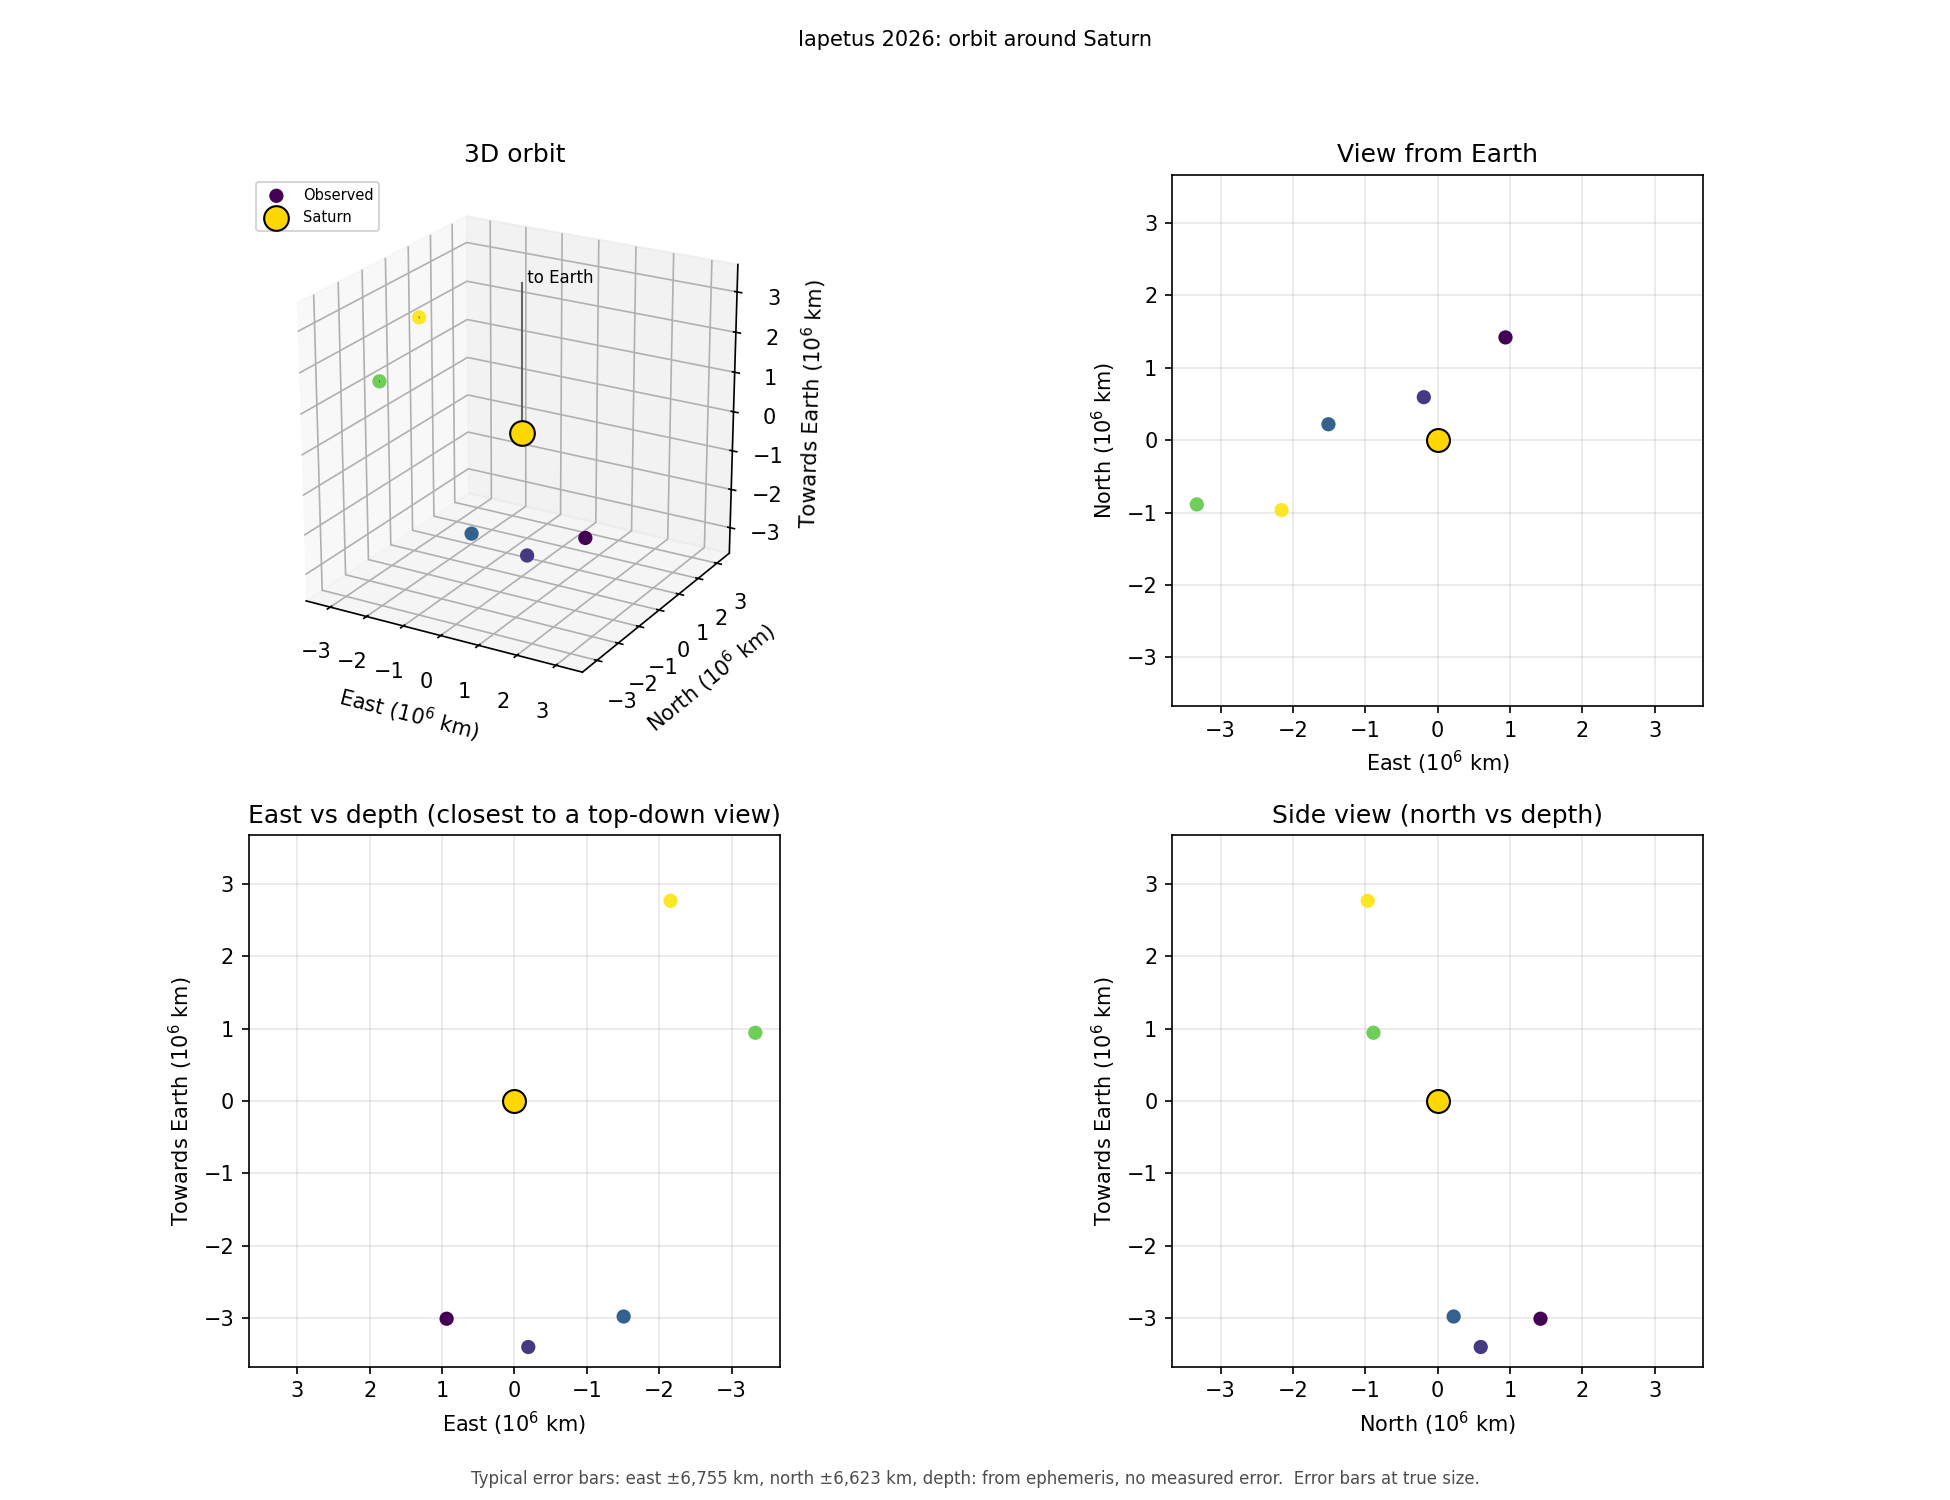 Iapetus 2026: orbit around Saturn
3D orbit
Observed
Saturn
to Earth
3
2
1
0
−1
−2
−3
Towards Earth (10⁶ km)
−3 −2 −1 0 1 2 3
East (10⁶ km)
−3 −2 −1 0 1 2 3
North (10⁶ km)
View from Earth
3
2
1
0
−1
−2
−3
North (10⁶ km)
−3 −2 −1 0 1 2 3
East (10⁶ km)
East vs depth (closest to a top-down view)
3
2
1
0
−1
−2
−3
Towards Earth (10⁶ km)
3 2 1 0 −1 −2 −3
East (10⁶ km)
Side view (north vs depth)
3
2
1
0
−1
−2
−3
Towards Earth (10⁶ km)
−3 −2 −1 0 1 2 3
North (10⁶ km)
Typical error bars: east ±6,755 km, north ±6,623 km, depth: from ephemeris, no measured error.  Error bars at true size.